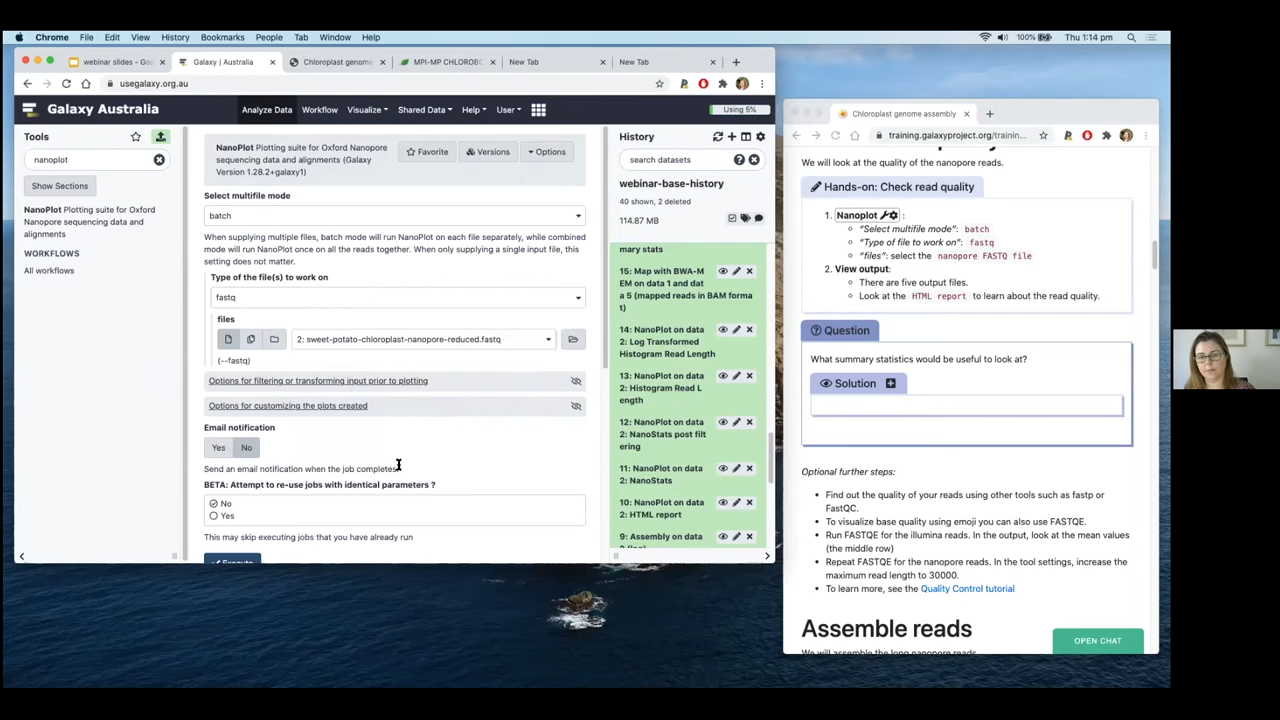 Chrome File Edit View History Bookmarks People Tab Window Help 100% Thu 1:14 pm
webinar slides - Goo Galaxy | Australia Chloroplast genome MPI-MP CHLOROBO New Tab New Tab
usegalaxy.org.au
Galaxy Australia Analyze Data Workflow Visualize Shared Data Help User Using 5%
Tools
nanoplot
Show Sections
NanoPlot Plotting suite for Oxford
Nanopore sequencing data and
alignments
WORKFLOWS
All workflows
NanoPlot Plotting suite for Oxford Nanopore
sequencing data and alignments (Galaxy
Version 1.28.2+galaxy1)
Favorite Versions Options
Select multifile mode
batch
When supplying multiple files, batch mode will run NanoPlot on each file separately, while combined
mode will run NanoPlot once on all the reads together. When only supplying a single input file, this
setting does not matter.
Type of the file(s) to work on
fastq
files
2: sweet-potato-chloroplast-nanopore-reduced.fastq
(--fastq)
Options for filtering or transforming input prior to plotting
Options for customizing the plots created
Email notification
Yes No
Send an email notification when the job completes.
BETA: Attempt to re-use jobs with identical parameters ?
No
Yes
This may skip executing jobs that you have already run
Execute
History
search datasets
webinar-base-history
40 shown, 2 deleted
114.87 MB
mary stats
15: Map with BWA-M
EM on data 1 and dat
a 5 (mapped reads in BAM forma
t)
14: NanoPlot on data
2: Log Transformed
Histogram Read Length
13: NanoPlot on data
2: Histogram Read L
ength
12: NanoPlot on data
2: NanoStats post filt
ering
11: NanoPlot on data
2: NanoStats
10: NanoPlot on data
2: HTML report
9: Assembly on data
Chloroplast genome assembly
training.galaxyproject.org/trainin...
We will look at the quality of the nanopore reads.
Hands-on: Check read quality
1. Nanoplot :
“Select multifile mode”: batch
“Type of file to work on”: fastq
“files”: select the nanopore FASTQ file
2. View output:
There are five output files.
Look at the HTML report to learn about the read quality.
Question
What summary statistics would be useful to look at?
Solution
Optional further steps:
Find out the quality of your reads using other tools such as fastp or
FastQC.
To visualize base quality using emoji you can also use FASTQE.
Run FASTQE for the illumina reads. In the output, look at the mean values
(the middle row)
Repeat FASTQE for the nanopore reads. In the tool settings, increase the
maximum read length to 30000.
To learn more, see the Quality Control tutorial
Assemble reads
We will assemble the long nanopore reads.
OPEN CHAT